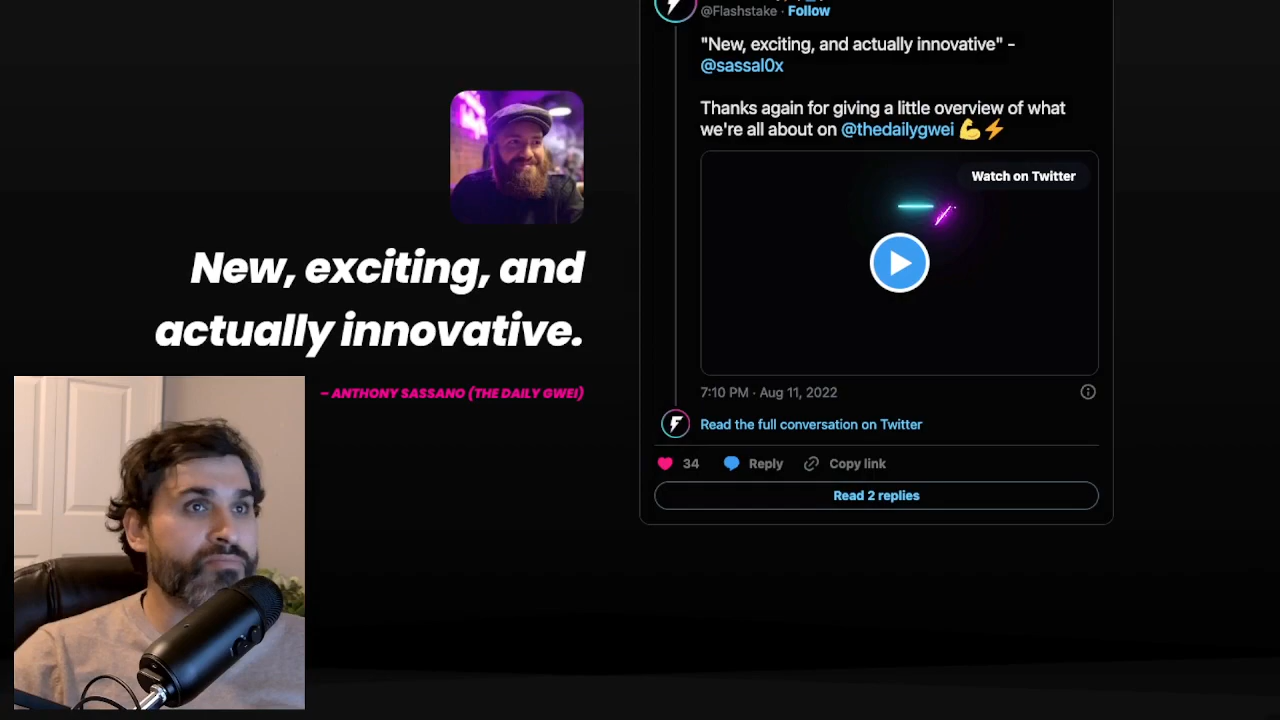 @Flashstake · Follow
"New, exciting, and actually innovative" -
@sassal0x
Thanks again for giving a little overview of what
we're all about on @thedailygwei 💪⚡
Watch on Twitter
New, exciting, and
actually innovative.
– ANTHONY SASSANO (THE DAILY GWEI)
7:10 PM · Aug 11, 2022
Read the full conversation on Twitter
34 Reply Copy link
Read 2 replies